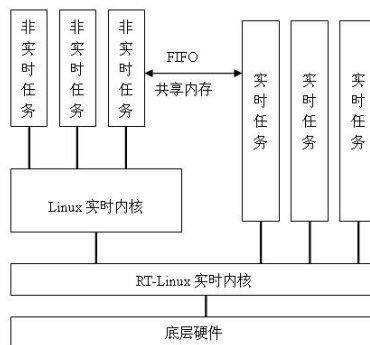 非实时任务
非实时任务
非实时任务
FIFO
共享内存
实时任务
实时任务
实时任务
Linux 实时内核
RT-Linux 实时内核
底层硬件